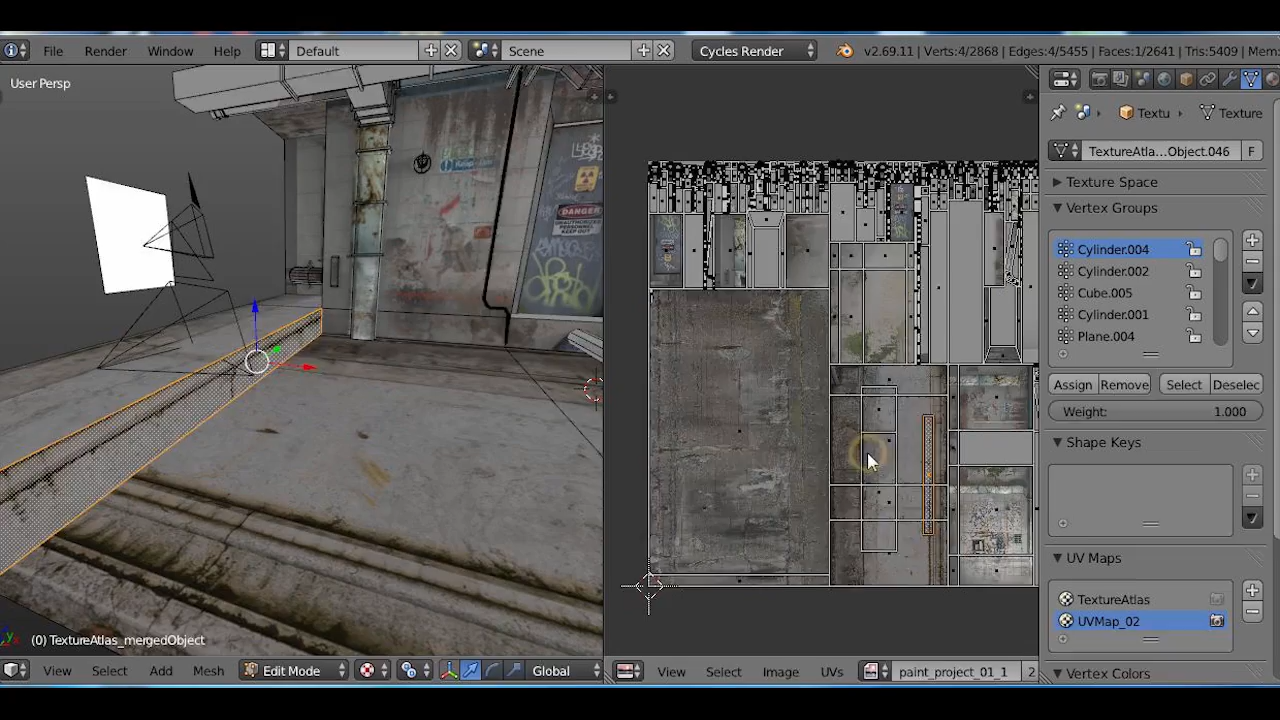 File Render Window Help Default Scene Cycles Render v2.69.11 | Verts:4/2868 | Edges:4/5455 | Faces:1/2641 | Tris:5409 | Mem
User Persp
Textu Texture
TextureAtla...Object.046 F
Texture Space
Vertex Groups
Cylinder.004
Cylinder.002
Cube.005
Cylinder.001
Plane.004
Assign Remove Select Deselec
Weight: 1.000
Shape Keys
UV Maps
TextureAtlas
UVMap_02
Vertex Colors
DANGER
(0) TextureAtlas_mergedObject
View Select Add Mesh Edit Mode Global View Select Image UVs paint_project_01_1 2